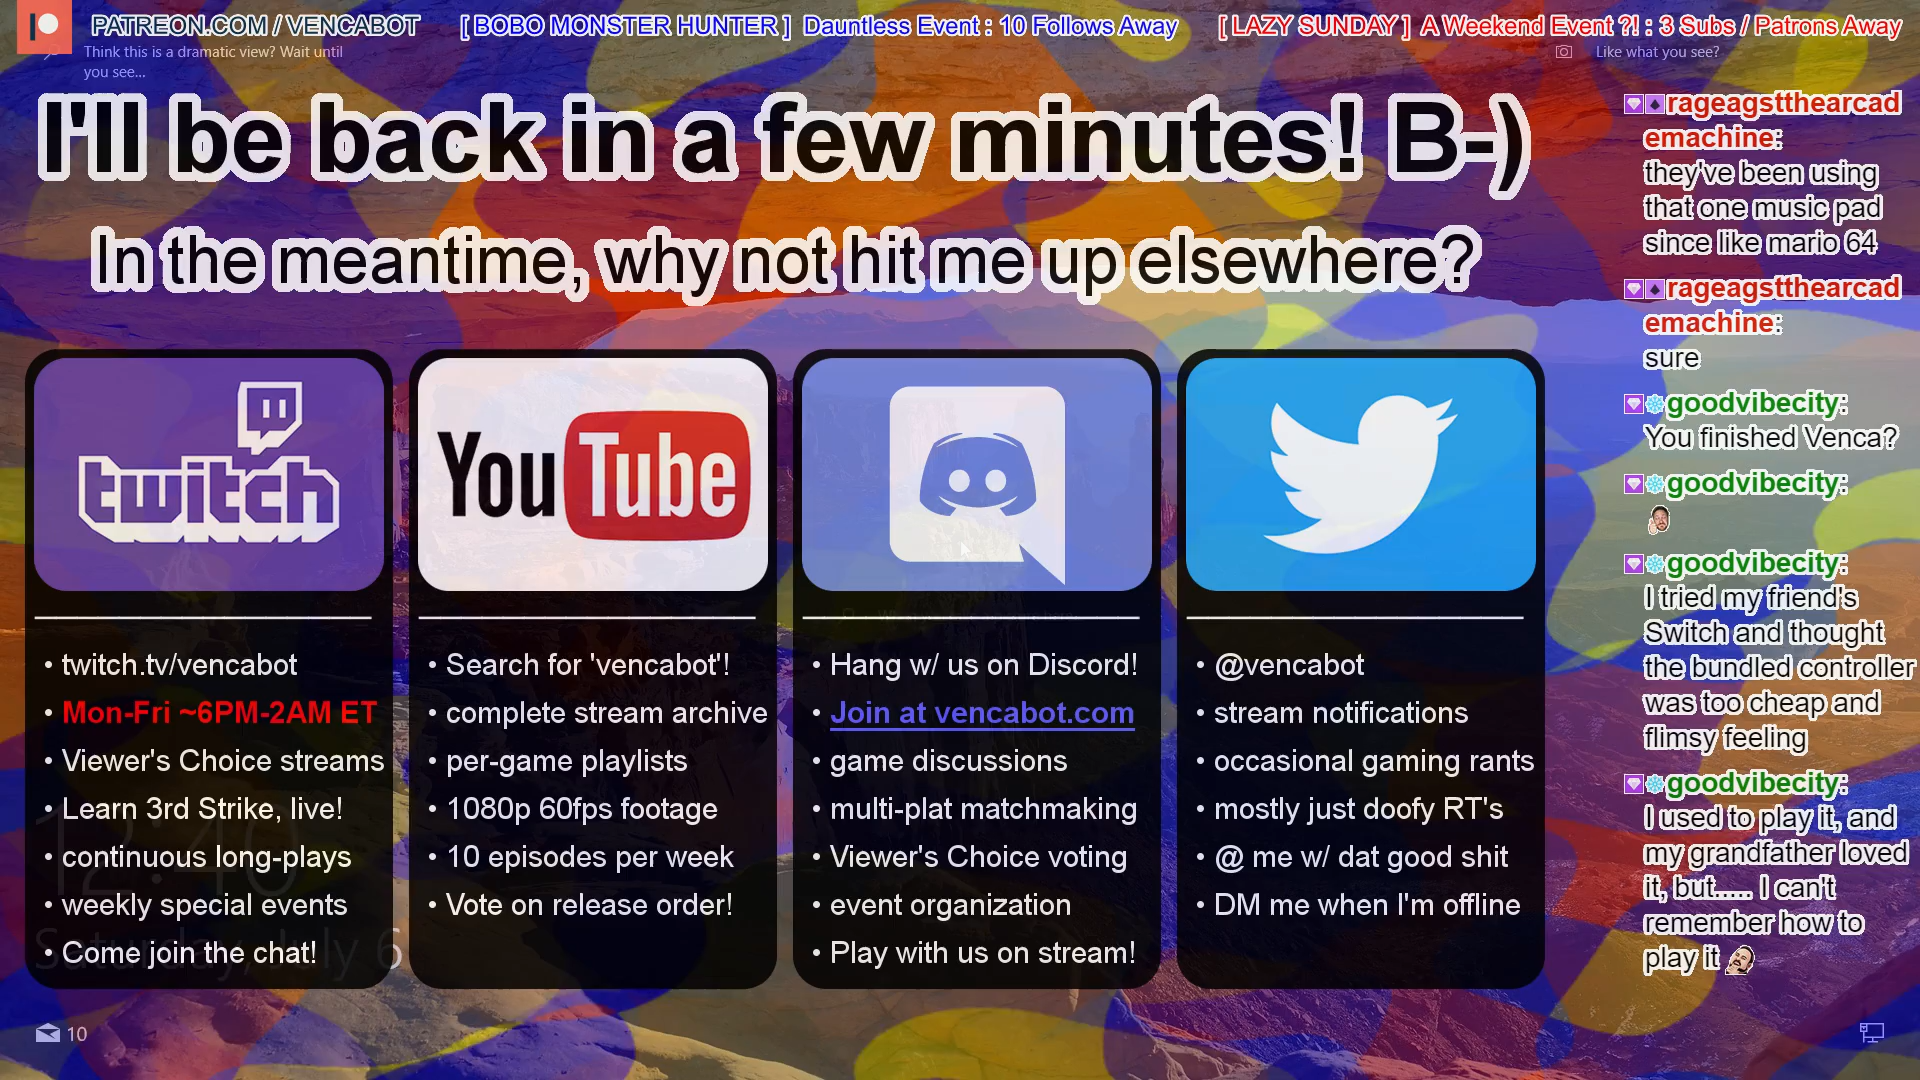 PATREON.COM / VENCABOT [ BOBO MONSTER HUNTER ] Dauntless Event : 10 Follows Away [ LAZY SUNDAY ] A Weekend Event ?! : 3 Subs / Patrons Away
Think this is a dramatic view? Wait until
you see...
Like what you see?
I'll be back in a few minutes! B-)
In the meantime, why not hit me up elsewhere?
twitch
• twitch.tv/vencabot
• Mon-Fri ~6PM-2AM ET
• Viewer's Choice streams
• Learn 3rd Strike, live!
• continuous long-plays
• weekly special events
• Come join the chat!
YouTube
• Search for 'vencabot'!
• complete stream archive
• per-game playlists
• 1080p 60fps footage
• 10 episodes per week
• Vote on release order!
• Hang w/ us on Discord!
• Join at vencabot.com
• game discussions
• multi-plat matchmaking
• Viewer's Choice voting
• event organization
• Play with us on stream!
• @vencabot
• stream notifications
• occasional gaming rants
• mostly just doofy RT's
• @ me w/ dat good shit
• DM me when I'm offline
rageagstthearcad
emachine:
they've been using
that one music pad
since like mario 64
rageagstthearcad
emachine:
sure
goodvibecity:
You finished Venca?
goodvibecity:
goodvibecity:
I tried my friend's
Switch and thought
the bundled controller
was too cheap and
flimsy feeling
goodvibecity:
I used to play it, and
my grandfather loved
it, but...... I can't
remember how to
play it
12:40
Saturday, July 6
10